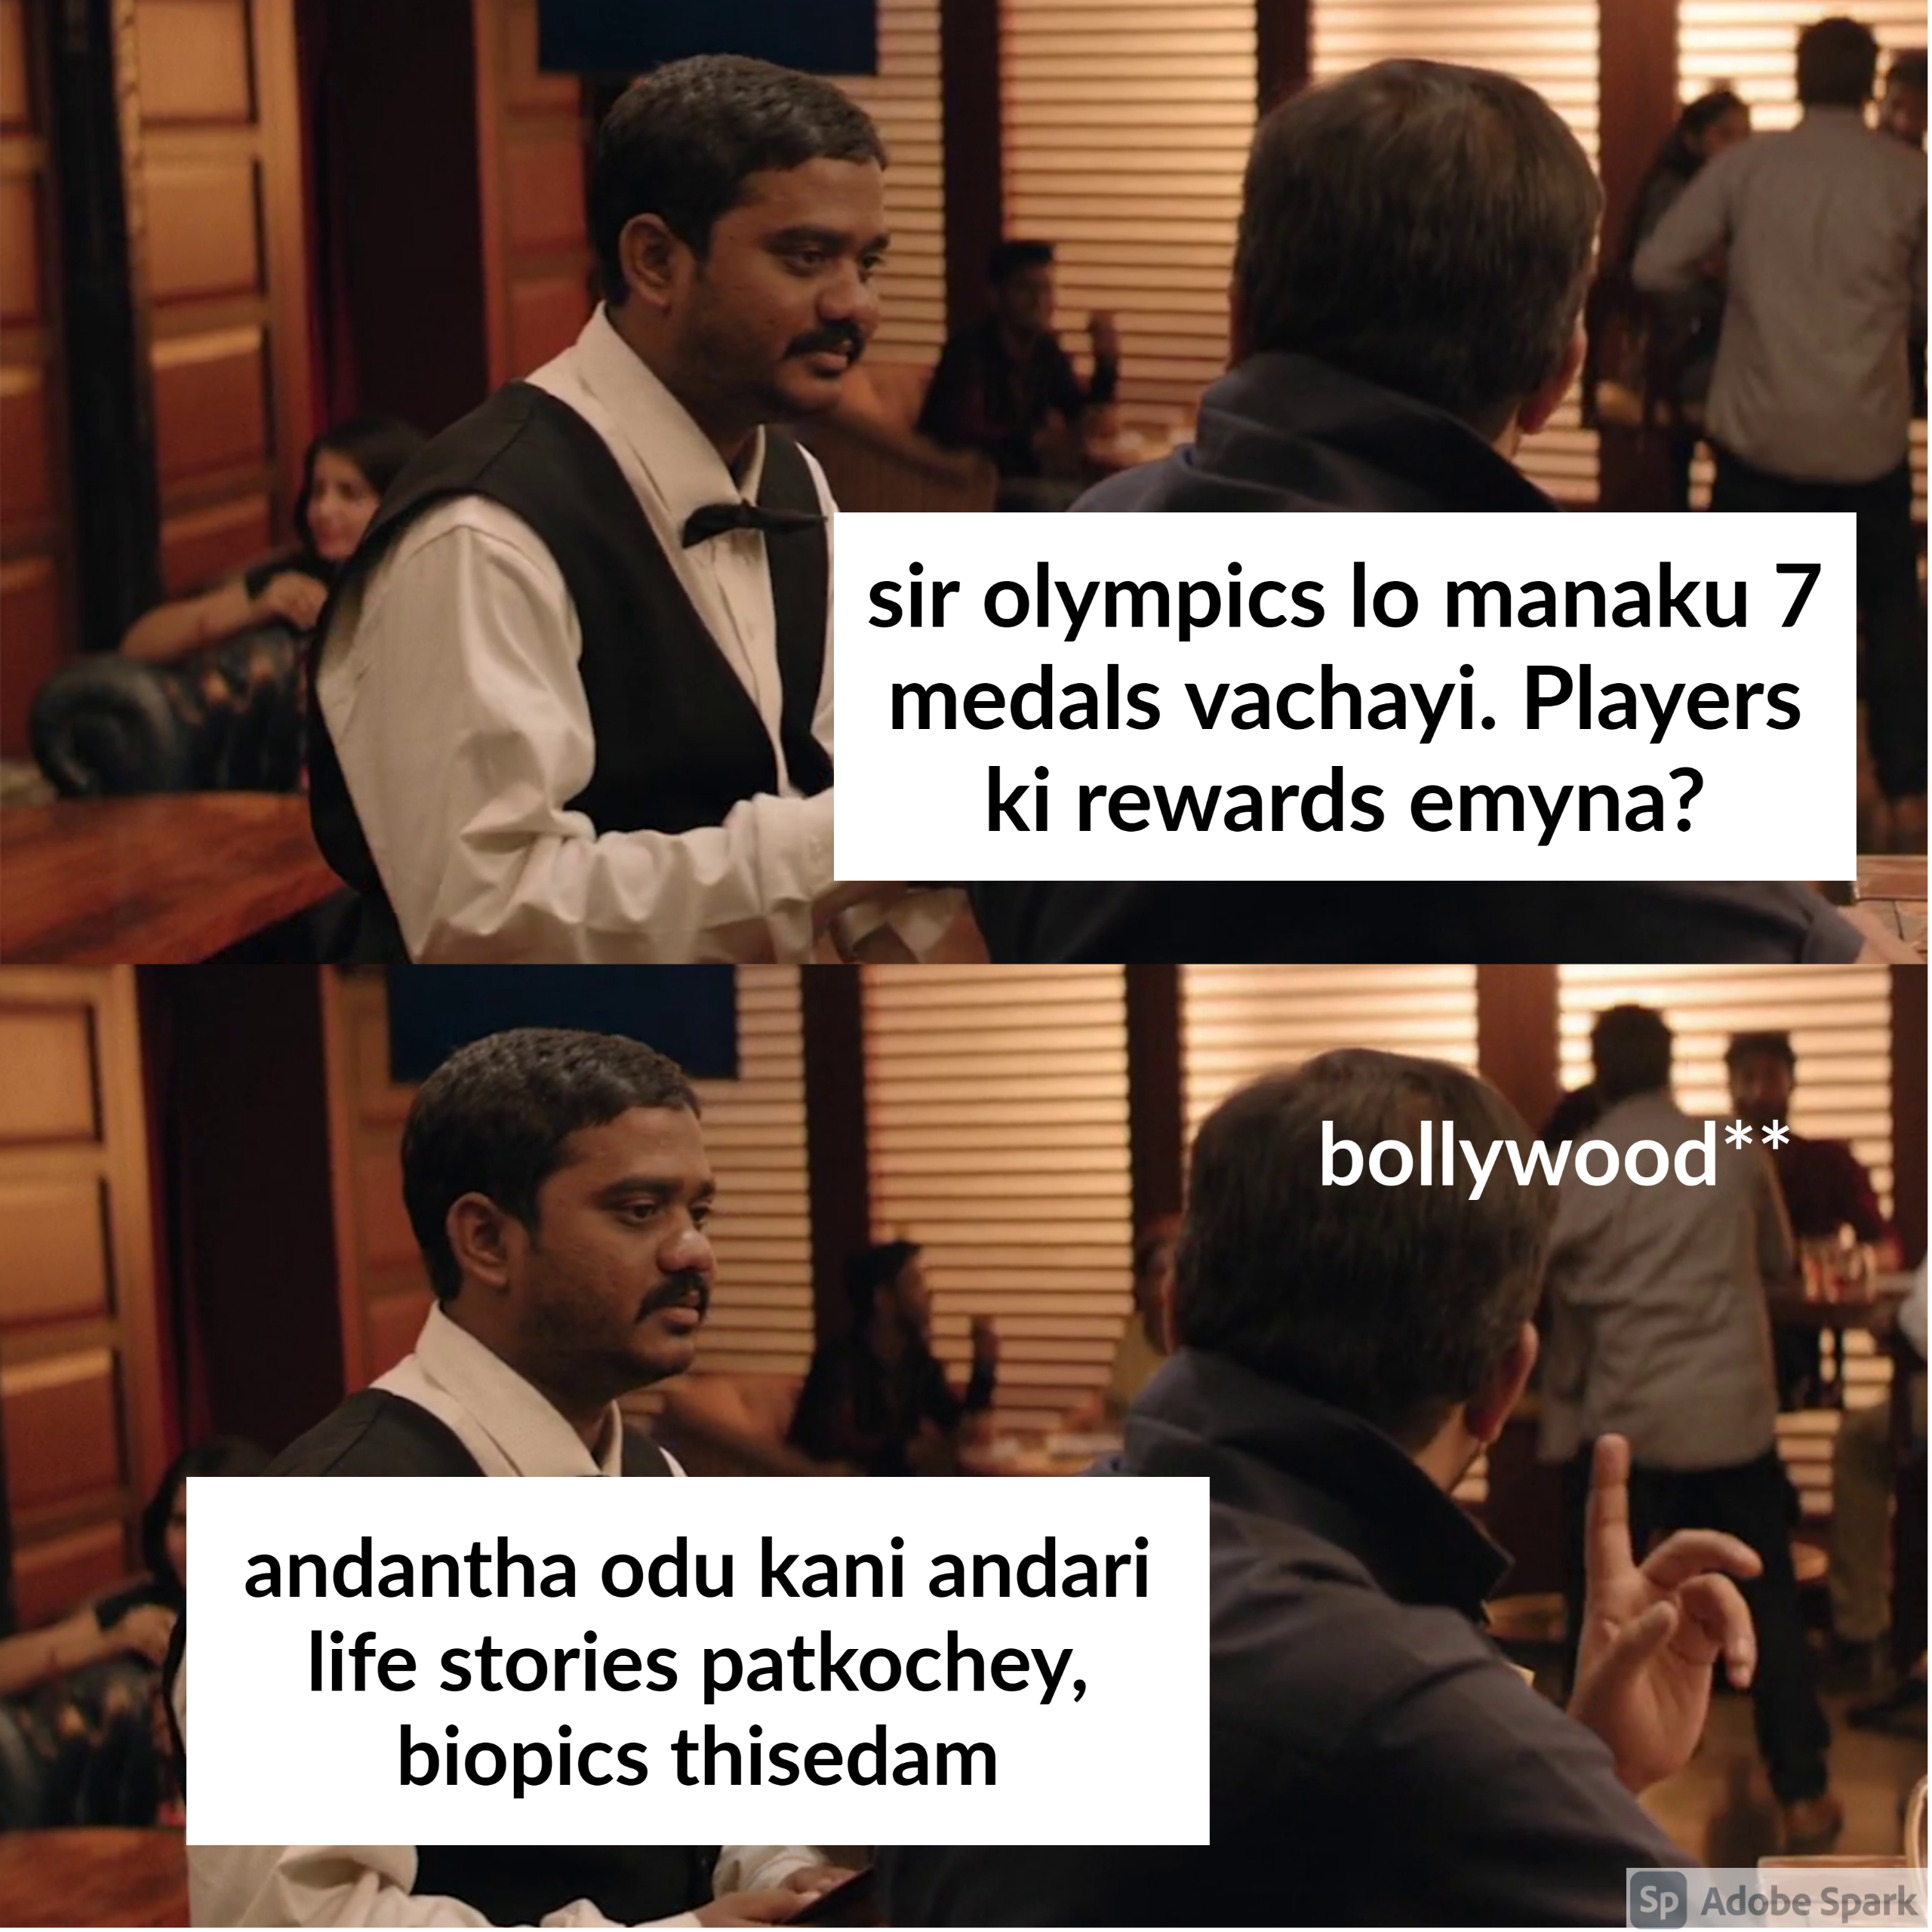 sir olympics lo manaku 7
medals vachayi. Players
ki rewards emyna?
bollywood**
andantha odu kani andari
life stories patkochey,
biopics thisedam
Sp Adobe Spark